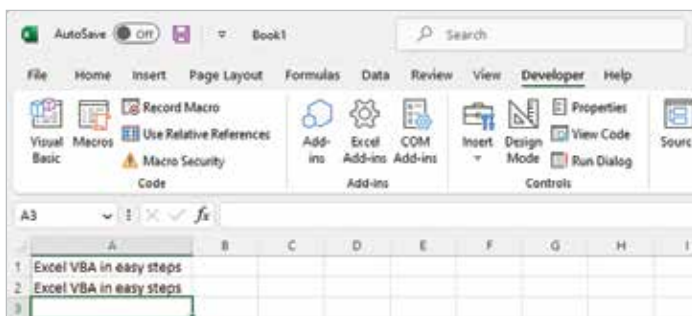 AutoSave Off Book1 Search
File Home Insert Page Layout Formulas Data Review View Developer Help
Visual Basic
Macros
Record Macro
Use Relative References
Macro Security
Code
Add-ins
Excel Add-ins
COM Add-ins
Add-ins
Insert
Design Mode
Properties
View Code
Run Dialog
Controls
Sourc
A3 fx
A B C D E F G H I
1 Excel VBA in easy steps
2 Excel VBA in easy steps
3